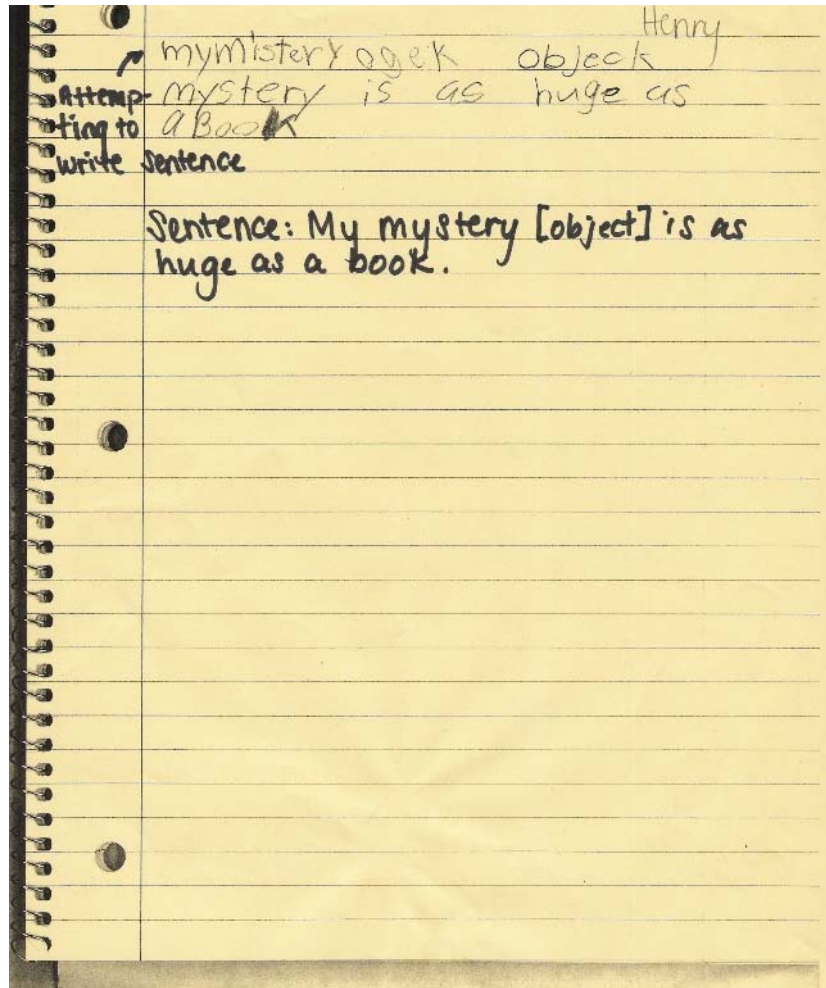 Henry
mymistery ogek objeck
mystery is as huge as
a Book
Attemp-
ting to
write sentence
Sentence: My mystery [object] is as
huge as a book.